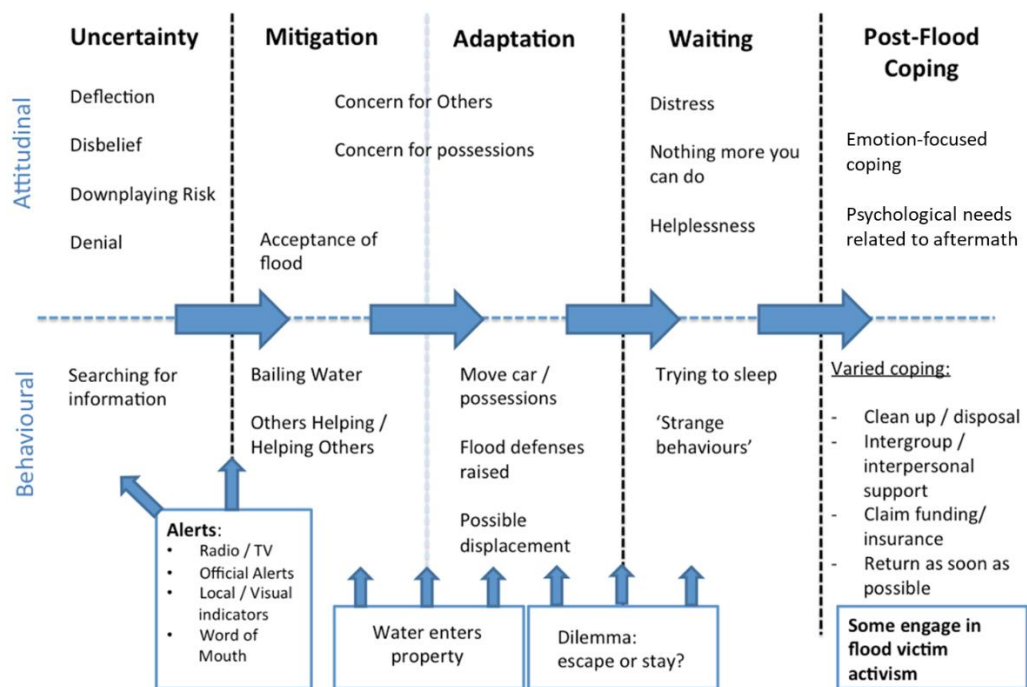 Uncertainty
Mitigation
Adaptation
Waiting
Post-Flood
Coping
Attitudinal
Deflection
Disbelief
Downplaying Risk
Denial
Acceptance of
flood
Concern for Others
Concern for possessions
Distress
Nothing more you
can do
Helplessness
Emotion-focused
coping
Psychological needs
related to aftermath
Behavioural
Searching for
information
Bailing Water
Others Helping /
Helping Others
Move car /
possessions
Flood defenses
raised
Possible
displacement
Trying to sleep
‘Strange
behaviours’
Varied coping:
- Clean up / disposal
- Intergroup /
interpersonal
support
- Claim funding/
insurance
- Return as soon as
possible
Alerts:
• Radio / TV
• Official Alerts
• Local / Visual
indicators
• Word of
Mouth
Water enters
property
Dilemma:
escape or stay?
Some engage in
flood victim
activism